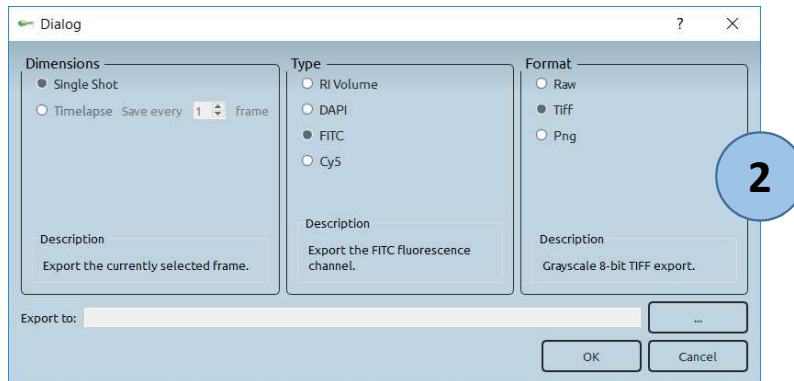 Dialog
?
Dimensions
Single Shot
Timelapse Save every 1 frame
Description
Export the currently selected frame.
Type
RI Volume
DAPI
FITC
Cy5
Description
Export the FITC fluorescence
channel.
Format
Raw
Tiff
Png
Description
Grayscale 8-bit TIFF export.
2
Export to:
...
OK
Cancel